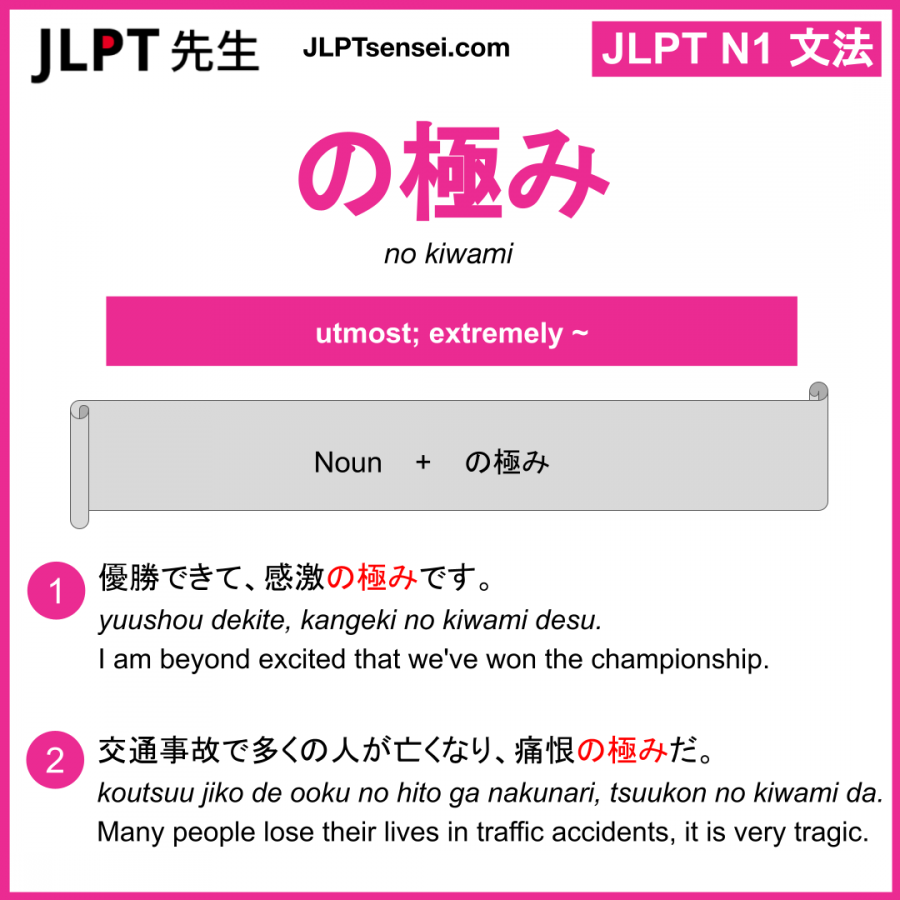 JLPT 先生
JLPTsensei.com
JLPT N1 文法
の極み
no kiwami
utmost; extremely ~
Noun + の極み
1
優勝できて、感激の極みです。
yuushou dekite, kangeki no kiwami desu.
I am beyond excited that we've won the championship.
2
交通事故で多くの人が亡くなり、痛恨の極みだ。
koutsuu jiko de ooku no hito ga nakunari, tsuukon no kiwami da.
Many people lose their lives in traffic accidents, it is very tragic.